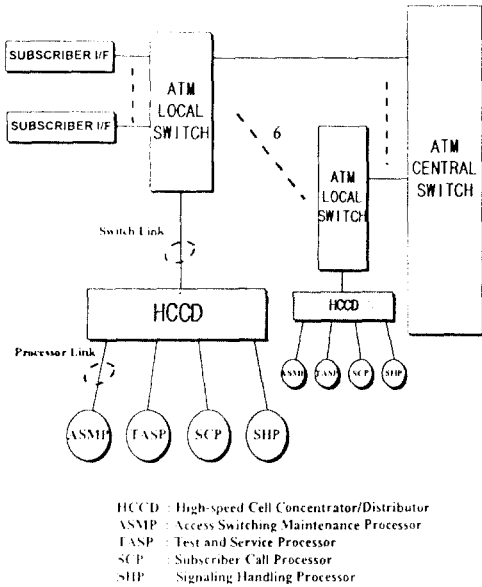 SUBSCRIBER I/F
SUBSCRIBER I/F
ATM
LOCAL
SWITCH
6
ATM
LOCAL
SWITCH
ATM
CENTRAL
SWITCH
Switch Link
HCCD
HCCD
Processor Link
ASMP
TASP
SCP
SHP
ASMP
TASP
SCP
SHP
HCCD : High-speed Cell Concentrator/Distributor
ASMP : Access Switching Maintenance Processor
TASP : Test and Service Processor
SCP : Subscriber Call Processor
SHP Signaling Handling Processor